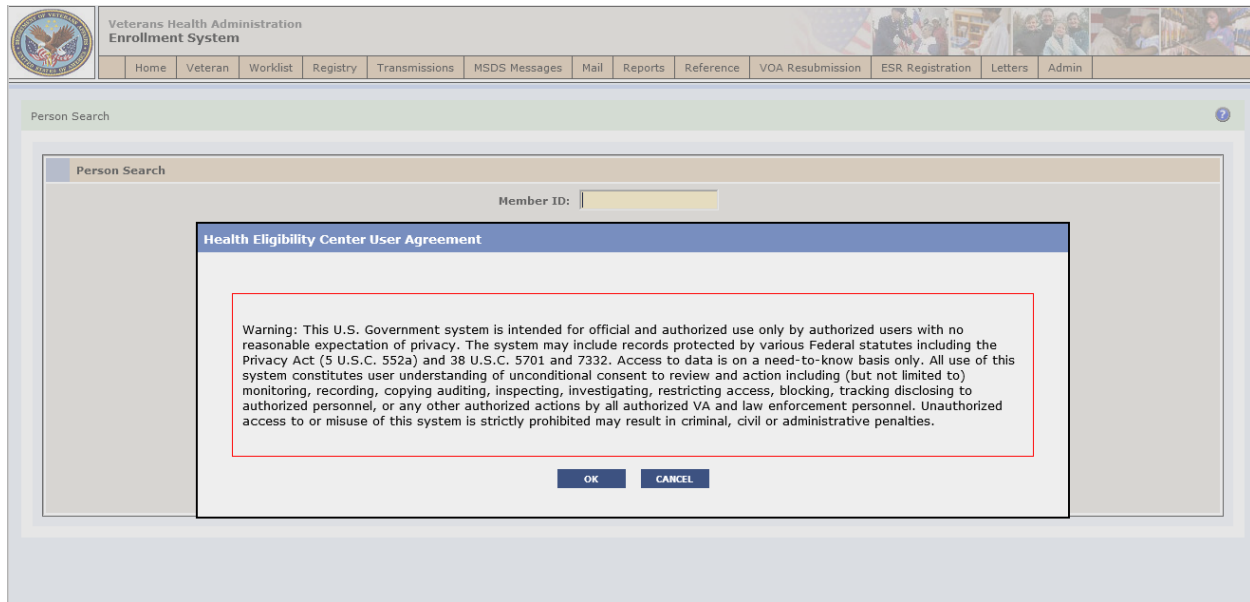 Veterans Health Administration
Enrollment System
Home Veteran Worklist Registry Transmissions MSDS Messages Mail Reports Reference VOA Resubmission ESR Registration Letters Admin
Person Search
?
Person Search
Member ID:
Health Eligibility Center User Agreement
Warning: This U.S. Government system is intended for official and authorized use only by authorized users with no
reasonable expectation of privacy. The system may include records protected by various Federal statutes including the
Privacy Act (5 U.S.C. 552a) and 38 U.S.C. 5701 and 7332. Access to data is on a need-to-know basis only. All use of this
system constitutes user understanding of unconditional consent to review and action including (but not limited to)
monitoring, recording, copying auditing, inspecting, investigating, restricting access, blocking, tracking disclosing to
authorized personnel, or any other authorized actions by all authorized VA and law enforcement personnel. Unauthorized
access to or misuse of this system is strictly prohibited may result in criminal, civil or administrative penalties.
OK CANCEL